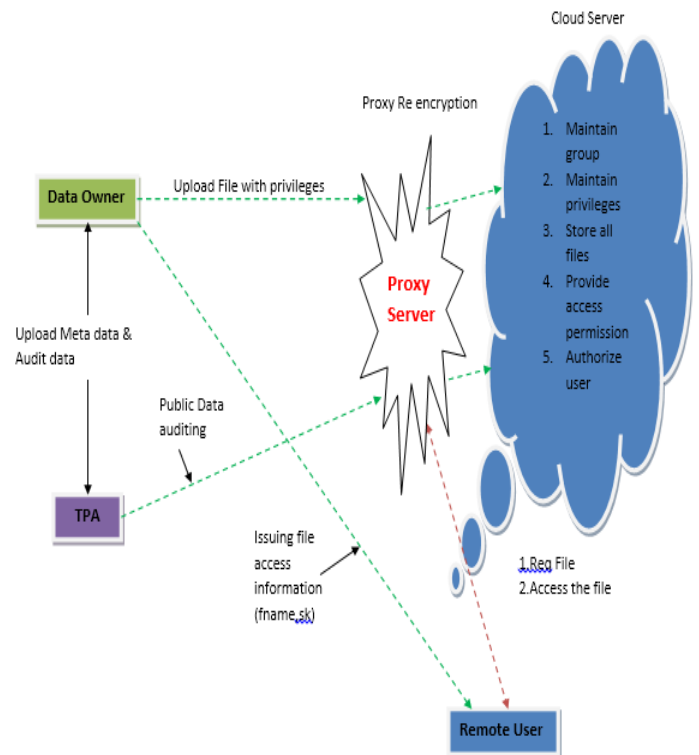 Cloud Server
Proxy Re encryption
1. Maintain
group
2. Maintain
privileges
3. Store all
files
4. Provide
access
permission
5. Authorize
user
Upload File with privileges
Data Owner
Proxy
Server
Upload Meta data &
Audit data
Public Data
auditing
TPA
Issuing file
access
information
(fname,sk)
1.Req File
2.Access the file
Remote User